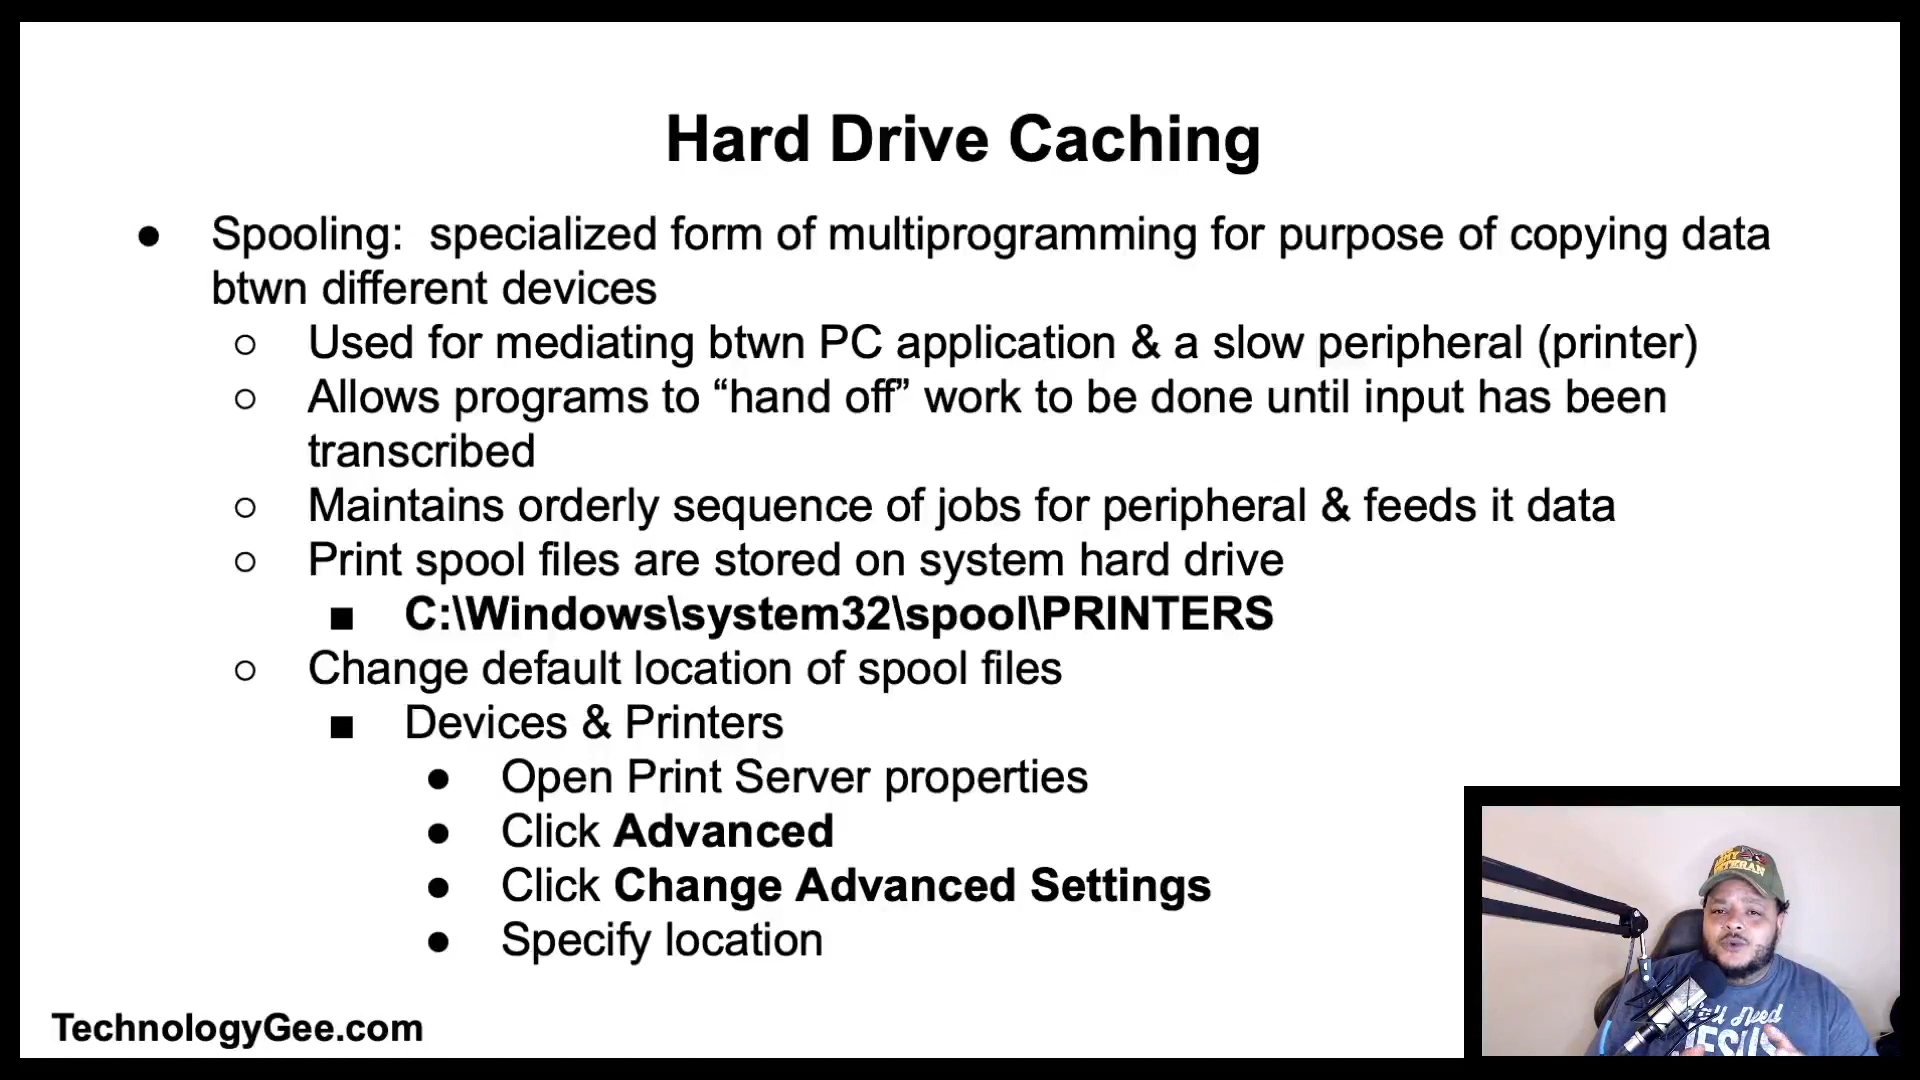 Hard Drive Caching
● Spooling: specialized form of multiprogramming for purpose of copying data
btwn different devices
○ Used for mediating btwn PC application & a slow peripheral (printer)
○ Allows programs to “hand off” work to be done until input has been
transcribed
○ Maintains orderly sequence of jobs for peripheral & feeds it data
○ Print spool files are stored on system hard drive
■ C:\Windows\system32\spool\PRINTERS
○ Change default location of spool files
■ Devices & Printers
● Open Print Server properties
● Click Advanced
● Click Change Advanced Settings
● Specify location
TechnologyGee.com
VETERAN
Y'all Need
JESUS